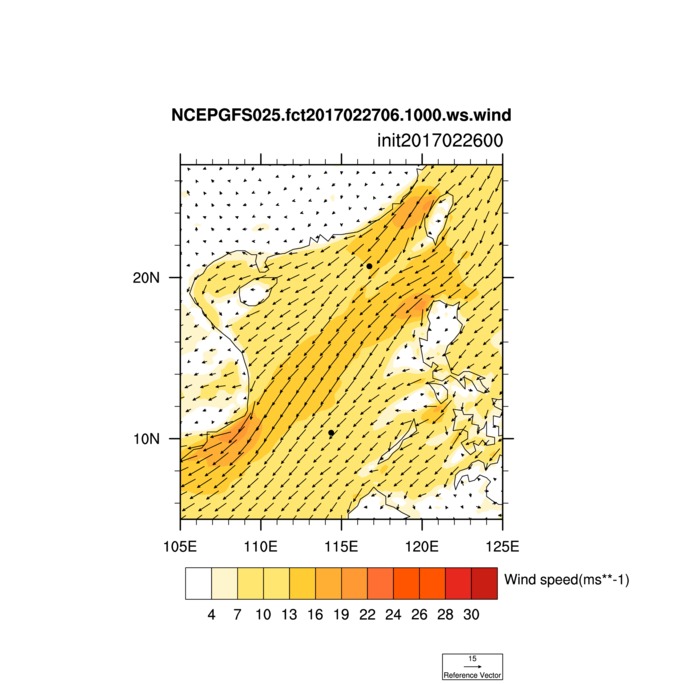 NCEPGFS025.fct2017022706.1000.ws.wind
init2017022600
20N
10N
105E 110E 115E 120E 125E
Wind speed(ms**-1)
4 7 10 13 16 19 22 24 26 28 30
15
Reference Vector